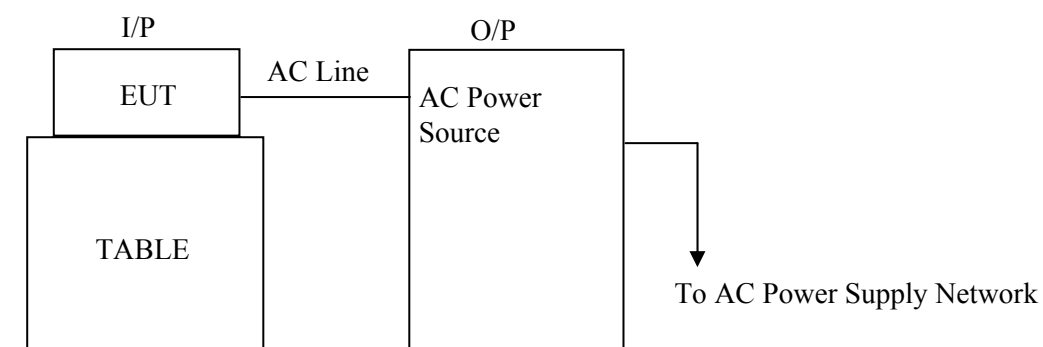 I/P
O/P
EUT
AC Line
AC Power
Source
TABLE
To AC Power Supply Network